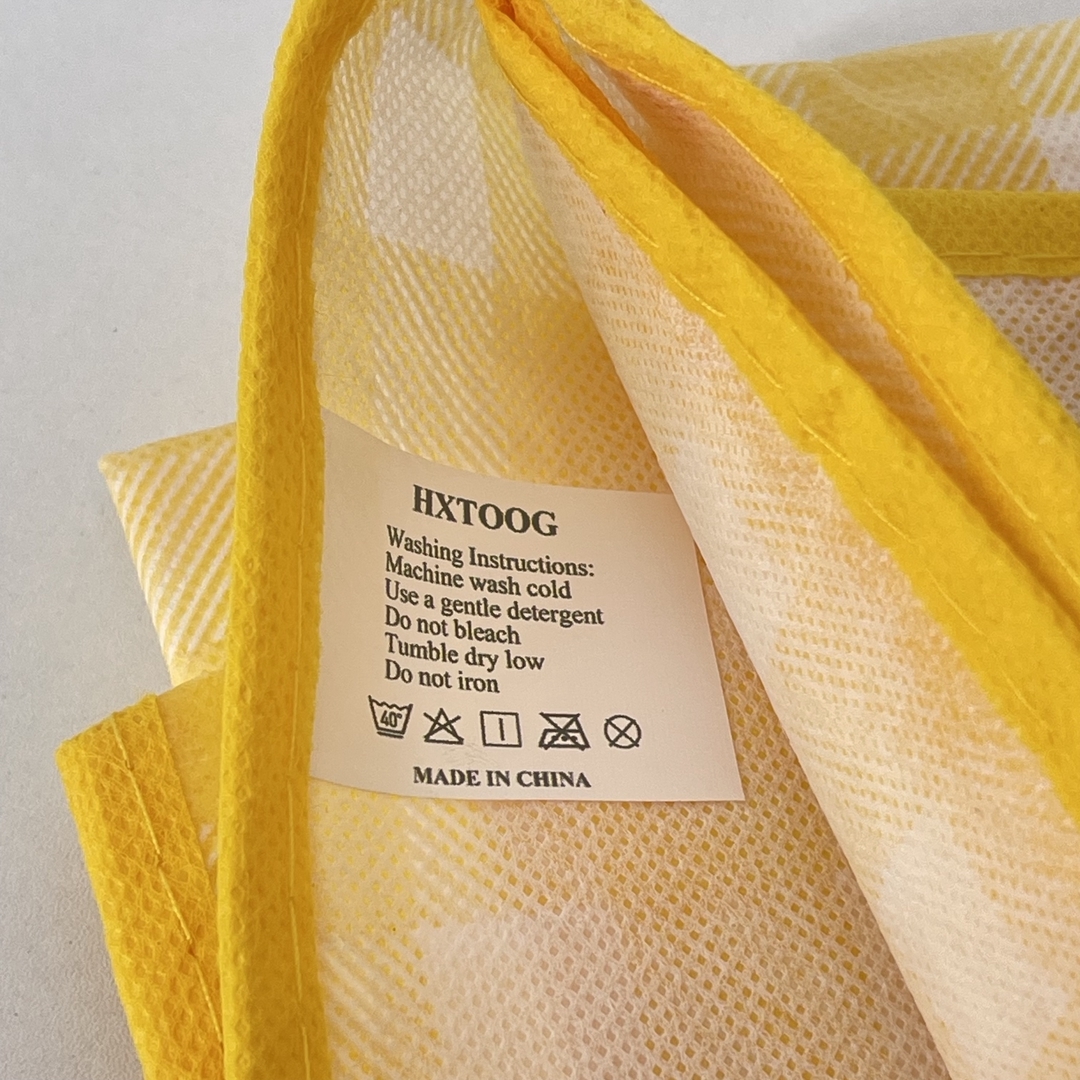 HXTOOG
Washing Instructions:
Machine wash cold
Use a gentle detergent
Do not bleach
Tumble dry low
Do not iron
40°
MADE IN CHINA